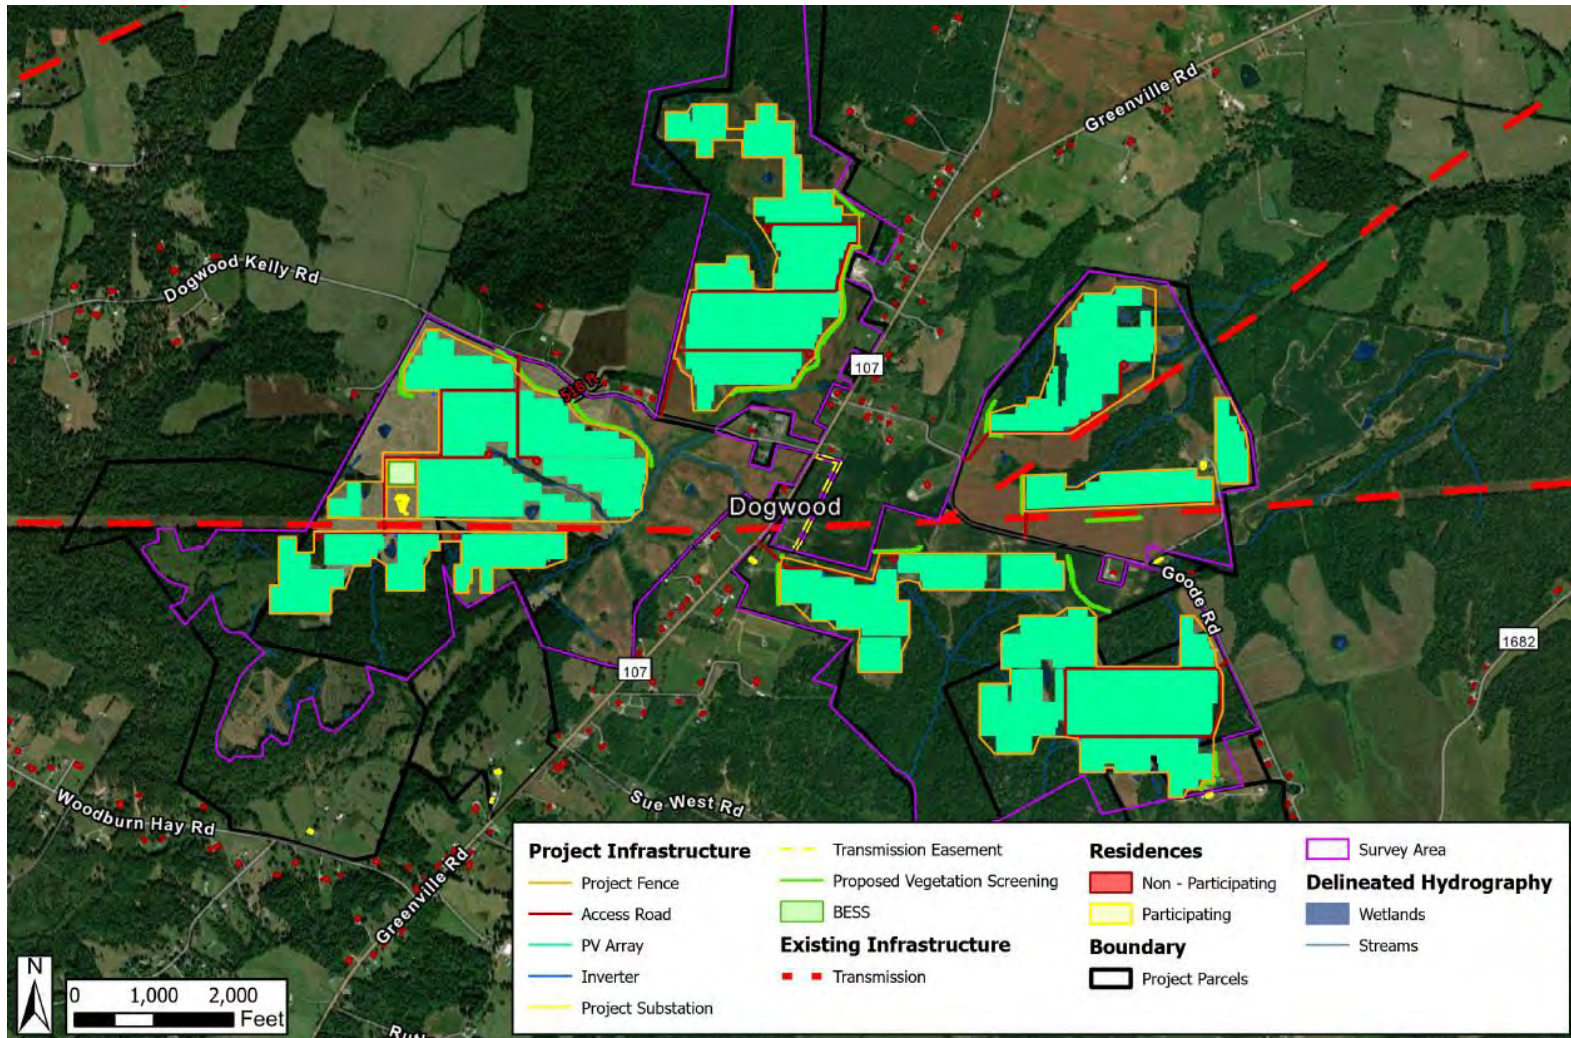 Greenville Rd
Dogwood Kelly Rd
107
516 ft
Dogwood
Goode Rd
1682
107
Sue West Rd
Woodburn Hay Rd
Greenville Rd
N
0 1,000 2,000
Feet
Project Infrastructure
Project Fence
Access Road
PV Array
Inverter
Project Substation
Transmission Easement
Proposed Vegetation Screening
BESS
Existing Infrastructure
Transmission
Residences
Non - Participating
Participating
Boundary
Project Parcels
Survey Area
Delineated Hydrography
Wetlands
Streams